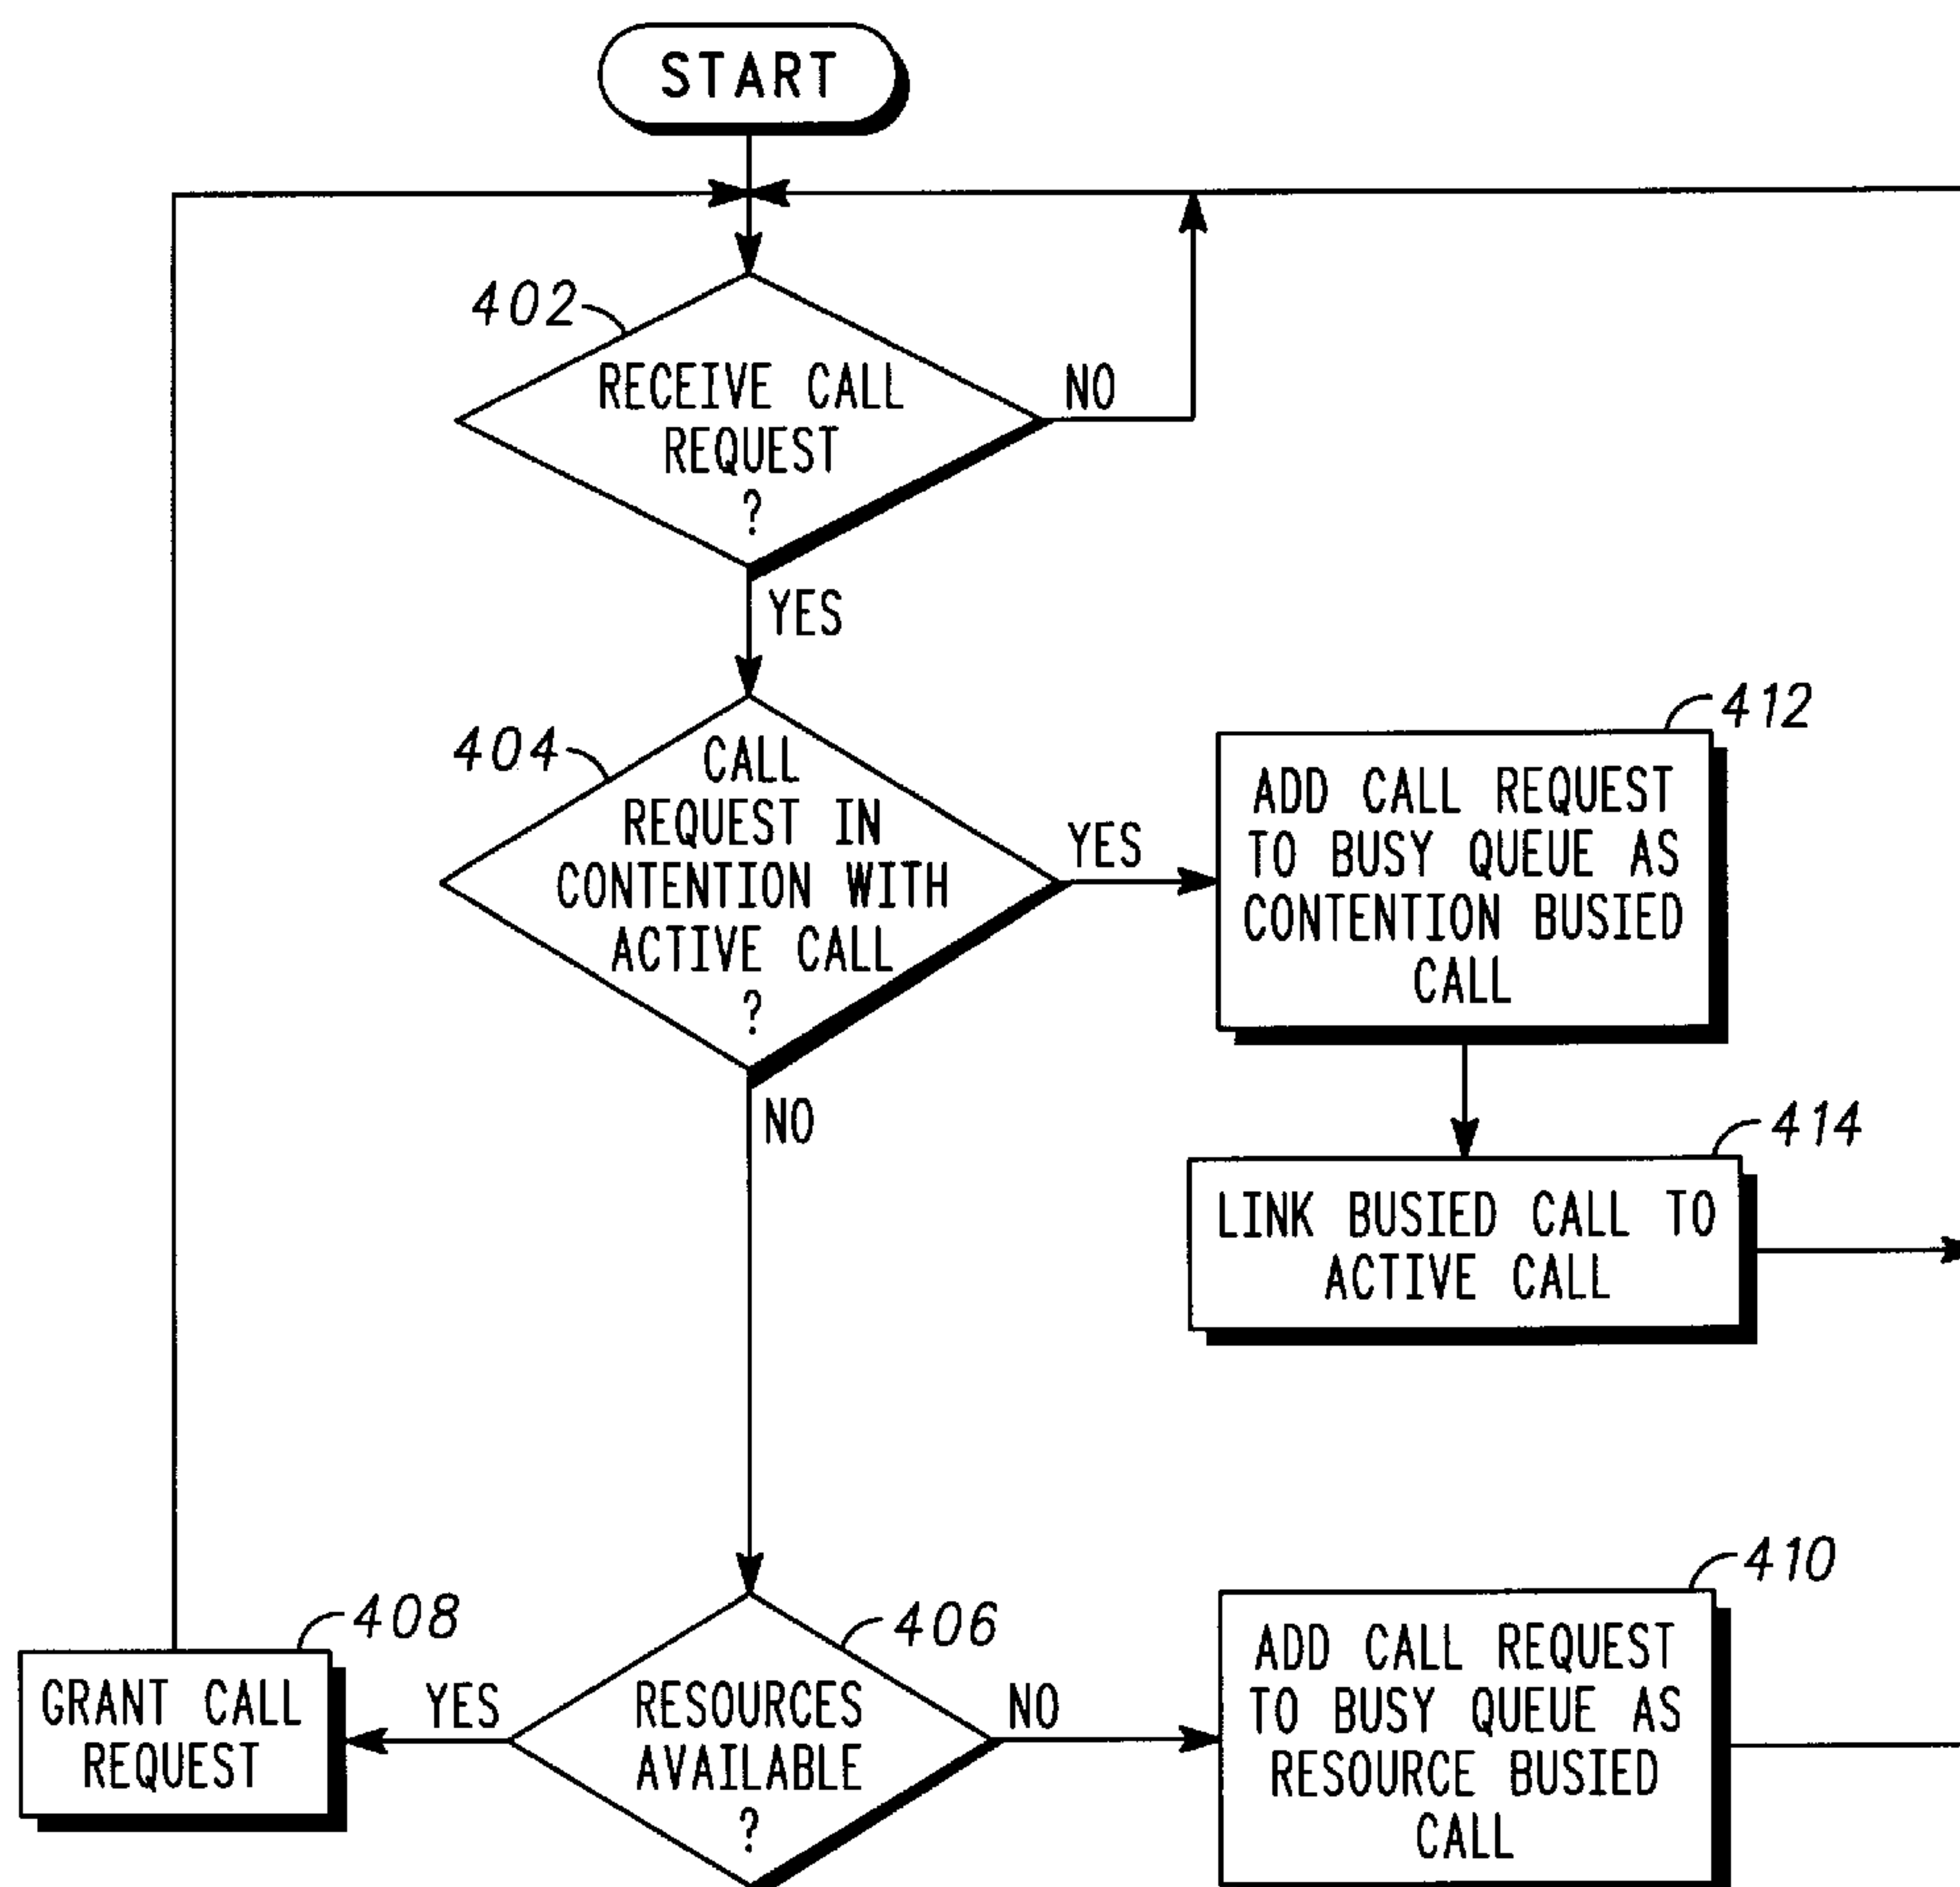 START
402
RECEIVE CALL
REQUEST
?
NO
YES
404
CALL
REQUEST IN
CONTENTION WITH
ACTIVE CALL
?
YES
NO
412
ADD CALL REQUEST
TO BUSY QUEUE AS
CONTENTION BUSIED
CALL
414
LINK BUSIED CALL TO
ACTIVE CALL
408
GRANT CALL
REQUEST
YES
406
RESOURCES
AVAILABLE
?
NO
410
ADD CALL REQUEST
TO BUSY QUEUE AS
RESOURCE BUSIED
CALL